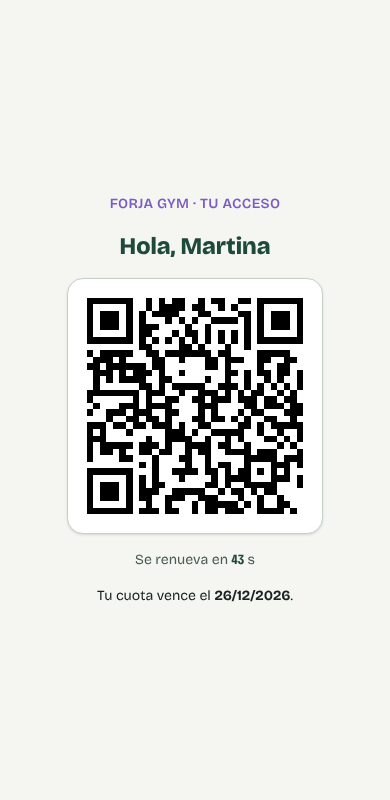 FORJA GYM · TU ACCESO
Hola, Martina
Se renueva en 43 s
Tu cuota vence el 26/12/2026.